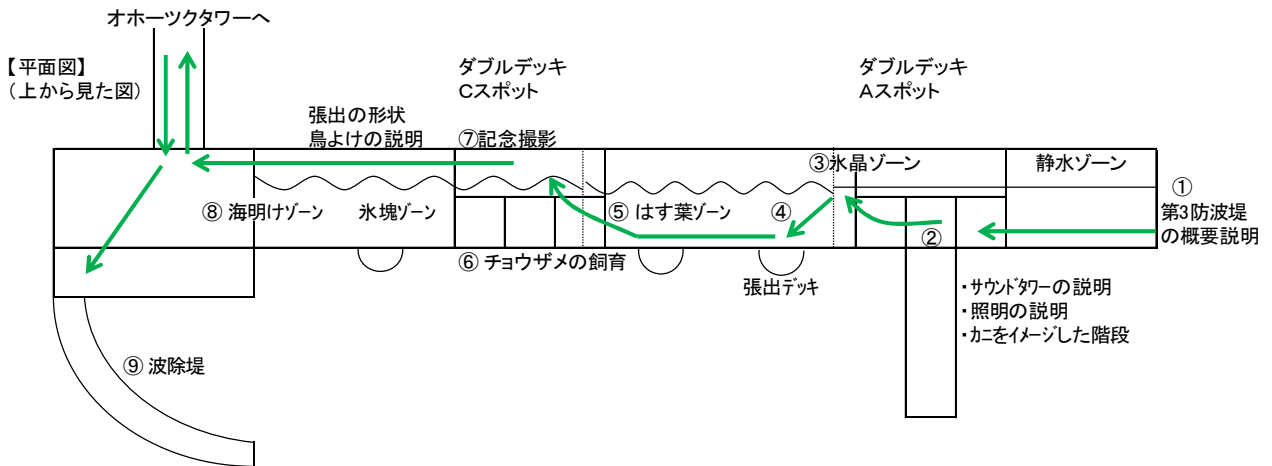 オホーツクタワーへ
【平面図】
（上から見た図）
ダブルデッキ
Cスポット
ダブルデッキ
Aスポット
張出の形状
鳥よけの説明
⑦記念撮影
③氷晶ゾーン
静水ゾーン
①
第3防波堤
の概要説明
⑧ 海明けゾーン
氷塊ゾーン
⑤ はす葉ゾーン
④
②
⑥ チョウザメの飼育
張出デッキ
・サウンドタワーの説明
・照明の説明
・カニをイメージした階段
⑨ 波除堤